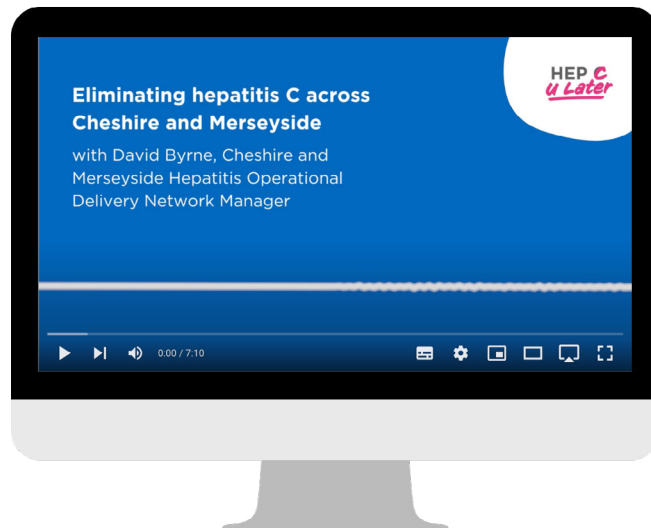 HEP C
U Later
Eliminating hepatitis C across
Cheshire and Merseyside
with David Byrne, Cheshire and
Merseyside Hepatitis Operational
Delivery Network Manager
0:00 / 7:10